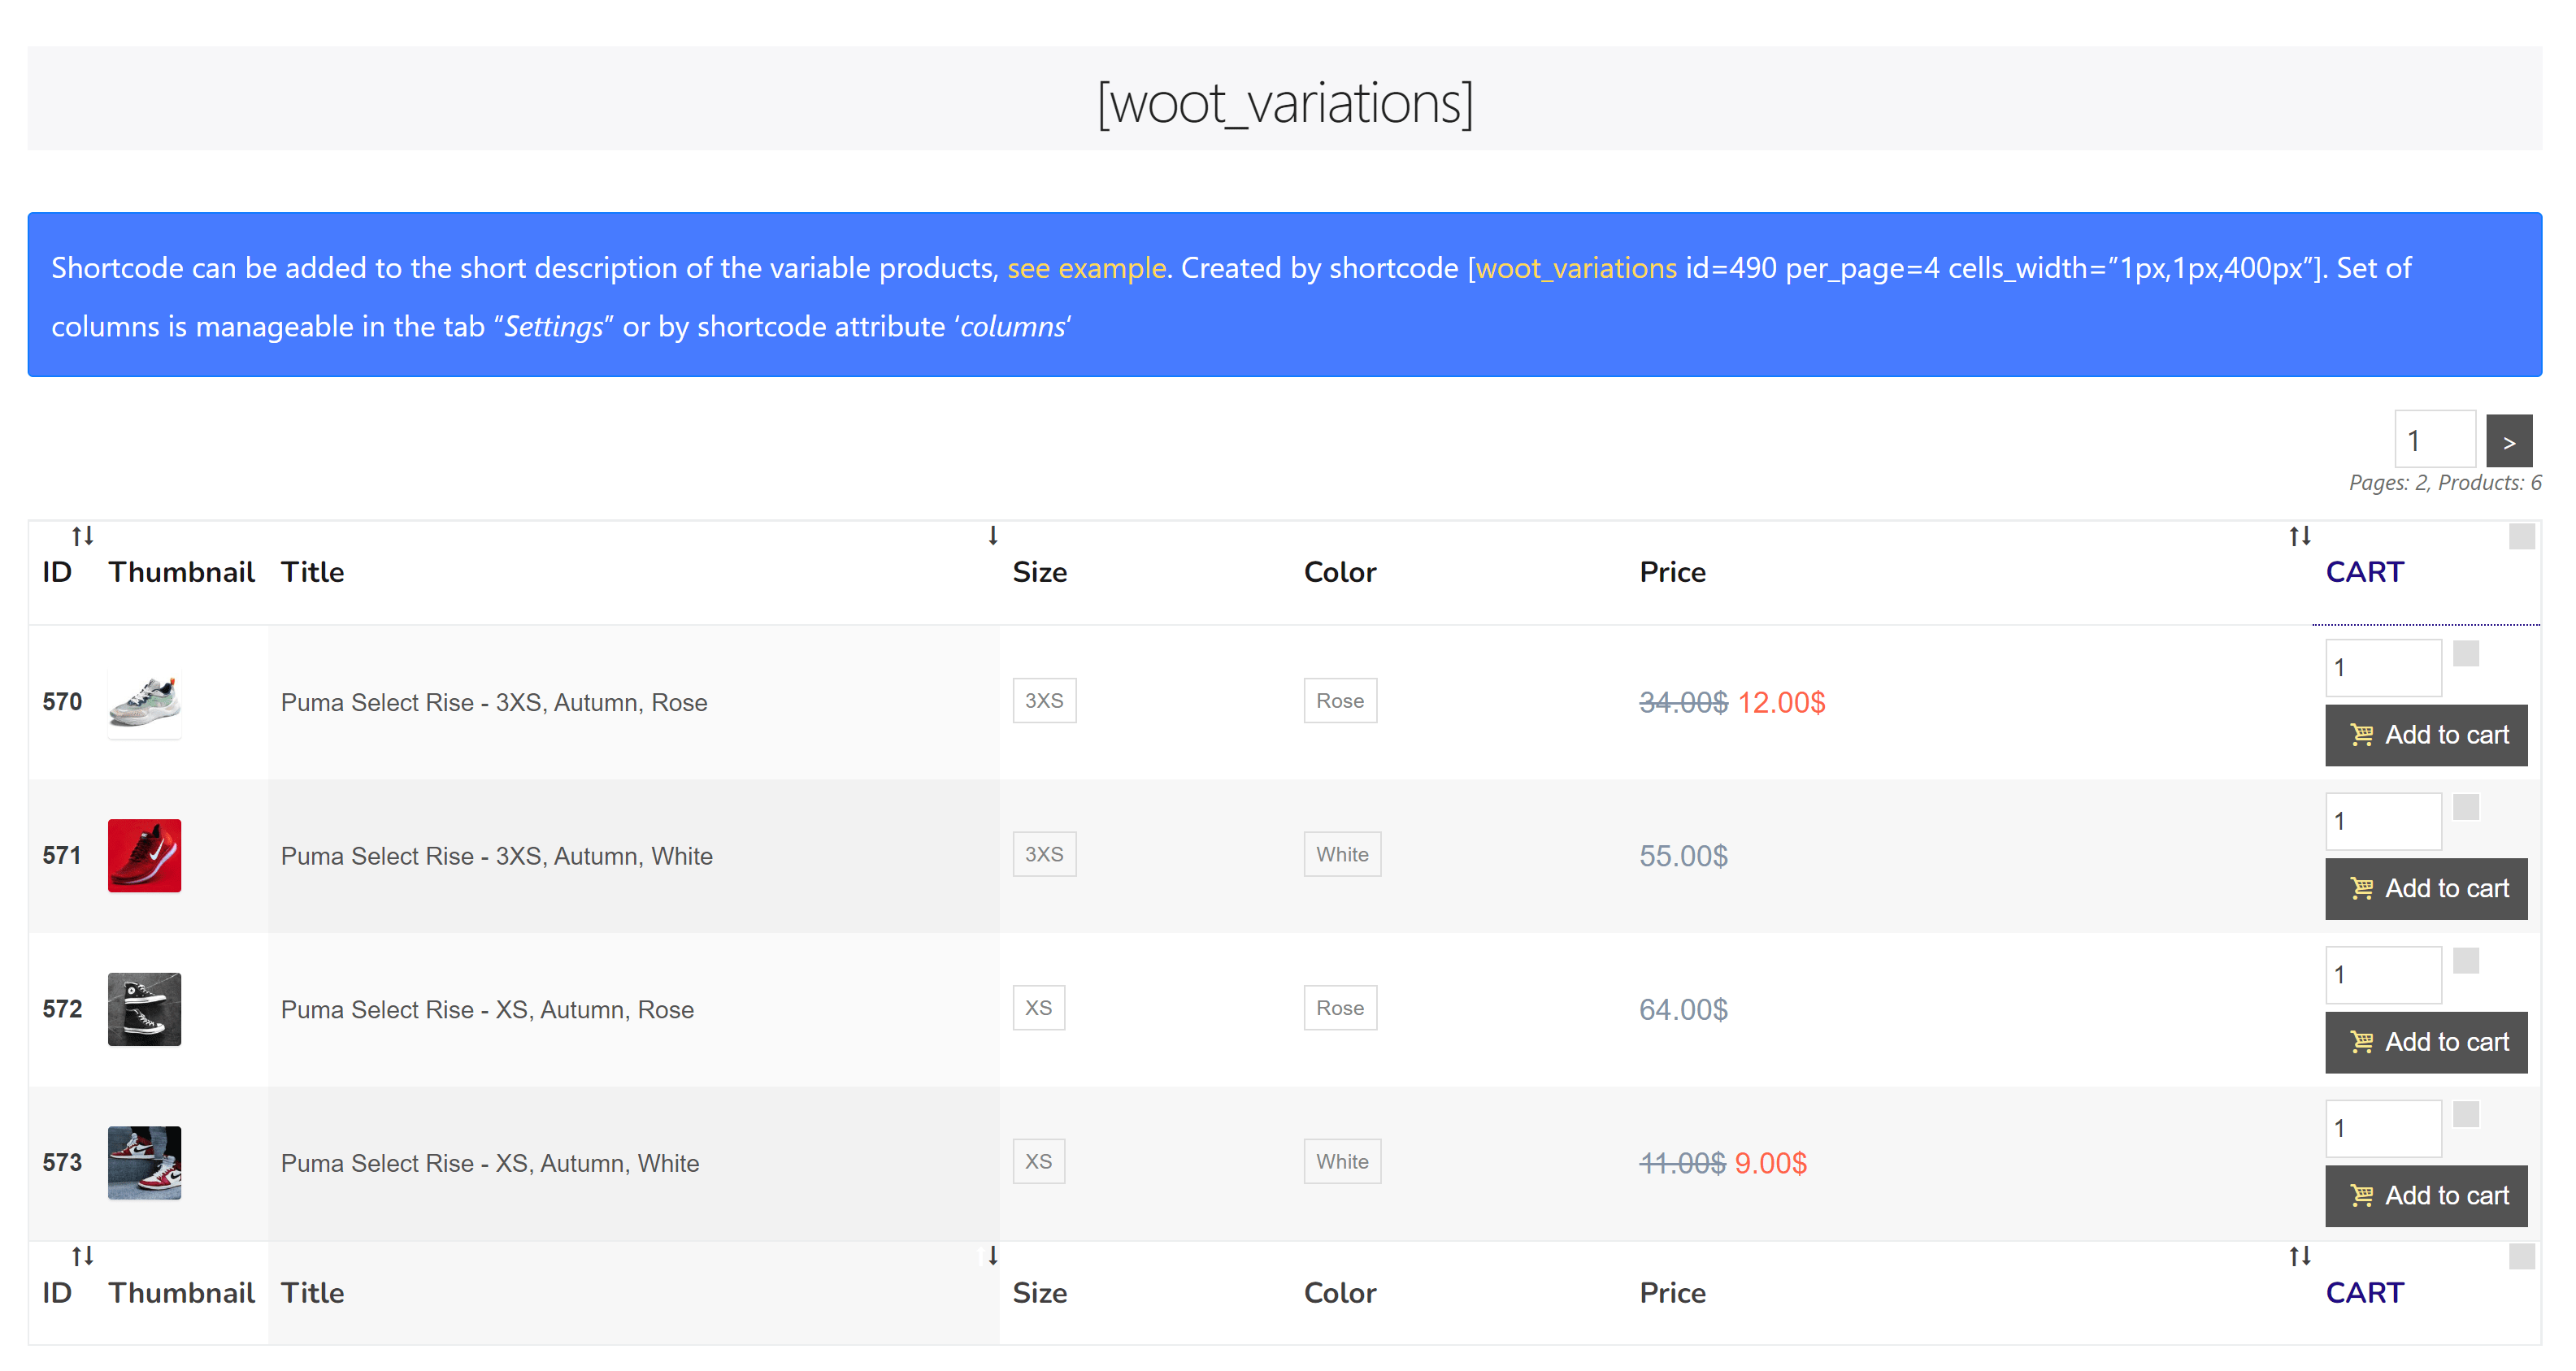 [woot_variations]
Shortcode can be added to the short description of the variable products, see example. Created by shortcode [woot_variations id=490 per_page=4 cells_width=”1px,1px,400px”]. Set of
columns is manageable in the tab “Settings” or by shortcode attribute ‘columns‘
1 >
Pages: 2, Products: 6
ID Thumbnail Title Size Color Price CART
570 Puma Select Rise - 3XS, Autumn, Rose 3XS Rose 34.00$ 12.00$ 1
Add to cart
571 Puma Select Rise - 3XS, Autumn, White 3XS White 55.00$ 1
Add to cart
572 Puma Select Rise - XS, Autumn, Rose XS Rose 64.00$ 1
Add to cart
573 Puma Select Rise - XS, Autumn, White XS White 11.00$ 9.00$ 1
Add to cart
ID Thumbnail Title Size Color Price CART